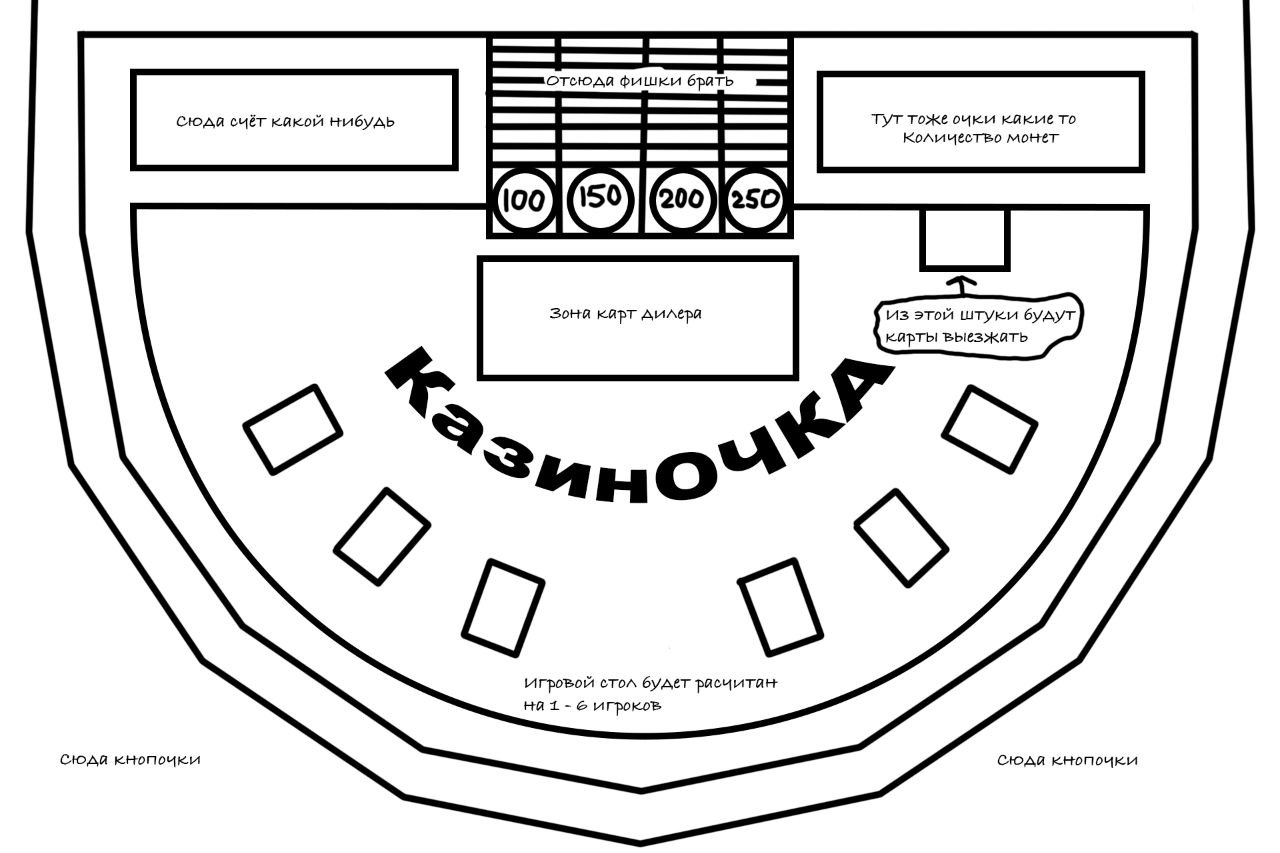 Отсюда фишки брать
Сюда счёт какой нибудь
Тут тоже очки какие то
Количество монет
100 150 200 250
Зона карт дилера
Из этой штуки будут
карты выезжать
КазинОЧКА
Игровой стол будет расчитан
на 1 - 6 игроков
Сюда кнопочки
Сюда кнопочки